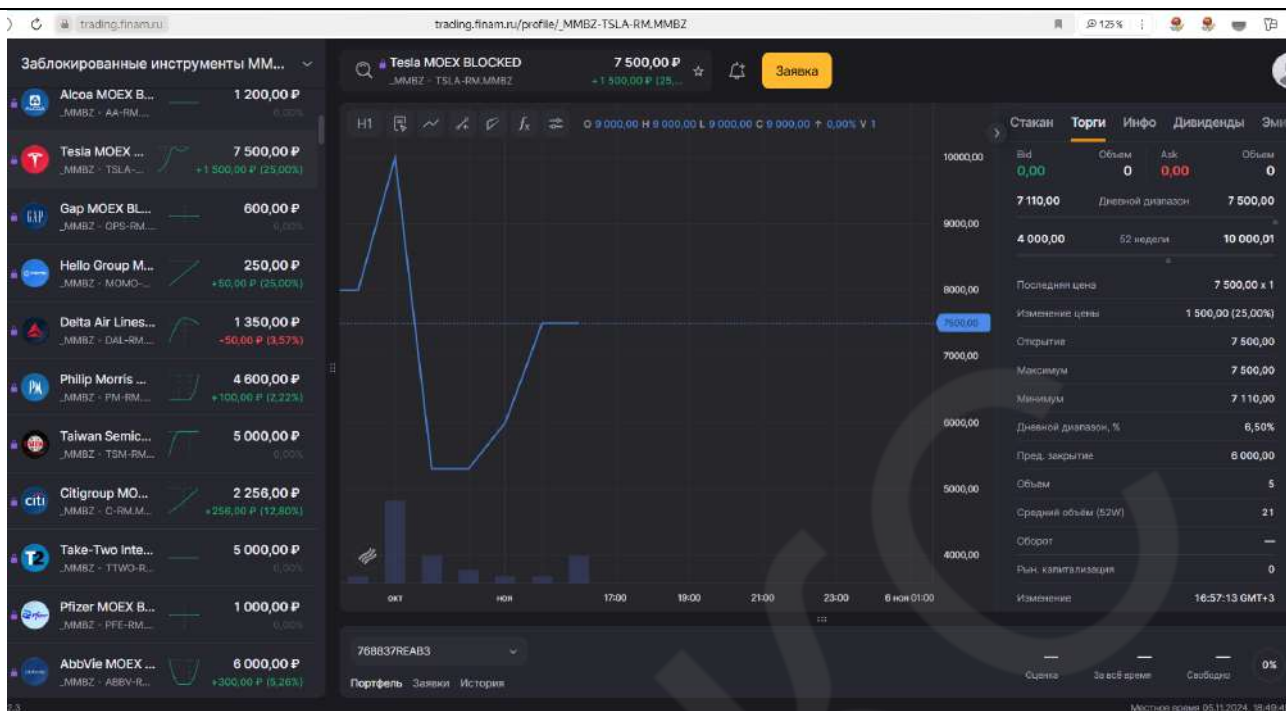 trading.finam.ru
trading.finam.ru/profile/_MMBZ-TSLA-RM.MMBZ
125 %
Заблокированные инструменты MM...
Alcoa MOEX B... 1 200,00 ₽
_MMBZ - AA-RM.... 0,00%
Tesla MOEX ... 7 500,00 ₽
_MMBZ - TSLA-... +1 500,00 ₽ (25,00%)
Gap MOEX BL... 600,00 ₽
_MMBZ - GPS-RM.... 0,00%
Hello Group M... 250,00 ₽
_MMBZ - MOMO-... +50,00 ₽ (25,00%)
Delta Air Lines... 1 350,00 ₽
_MMBZ - DAL-RM.... -50,00 ₽ (3,57%)
Philip Morris ... 4 600,00 ₽
_MMBZ - PM-RM.... +100,00 ₽ (2,22%)
Taiwan Semic... 5 000,00 ₽
_MMBZ - TSM-RM.... 0,00%
Citigroup MO... 2 256,00 ₽
_MMBZ - C-RM.M... +256,00 ₽ (12,80%)
Take-Two Inte... 5 000,00 ₽
_MMBZ - TTWO-R... 0,00%
Pfizer MOEX B... 1 000,00 ₽
_MMBZ - PFE-RM.... 0,00%
AbbVie MOEX ... 6 000,00 ₽
_MMBZ - ABBV-R... +300,00 ₽ (5,26%)
Tesla MOEX BLOCKED 7 500,00 ₽
_MMBZ - TSLA-RM.MMBZ +1 500,00 ₽ (25,...
Заявка
H1 O 9 000,00 H 9 000,00 L 9 000,00 C 9 000,00 0,00% V 1
10000,00
9000,00
8000,00
7500,00
7000,00
6000,00
5000,00
4000,00
окт ноя 17:00 19:00 21:00 23:00 6 ноя 01:00
Стакан Торги Инфо Дивиденды Эми
Bid Объем Ask Объем
0,00 0 0,00 0
7 110,00 Дневной диапазон 7 500,00
4 000,00 52 недели 10 000,01
Последняя цена 7 500,00 x 1
Изменение цены 1 500,00 (25,00%)
Открытие 7 500,00
Максимум 7 500,00
Минимум 7 110,00
Дневной диапазон, % 6,50%
Пред. закрытие 6 000,00
Объем 5
Средний объём (52W) 21
Оборот —
Рын. капитализация 0
Изменение 16:57:13 GMT+3
768837REAB3
Портфель Заявки История
— — —
Оценка За всё время Свободно 0%
Местное время 05.11.2024, 18:49:4